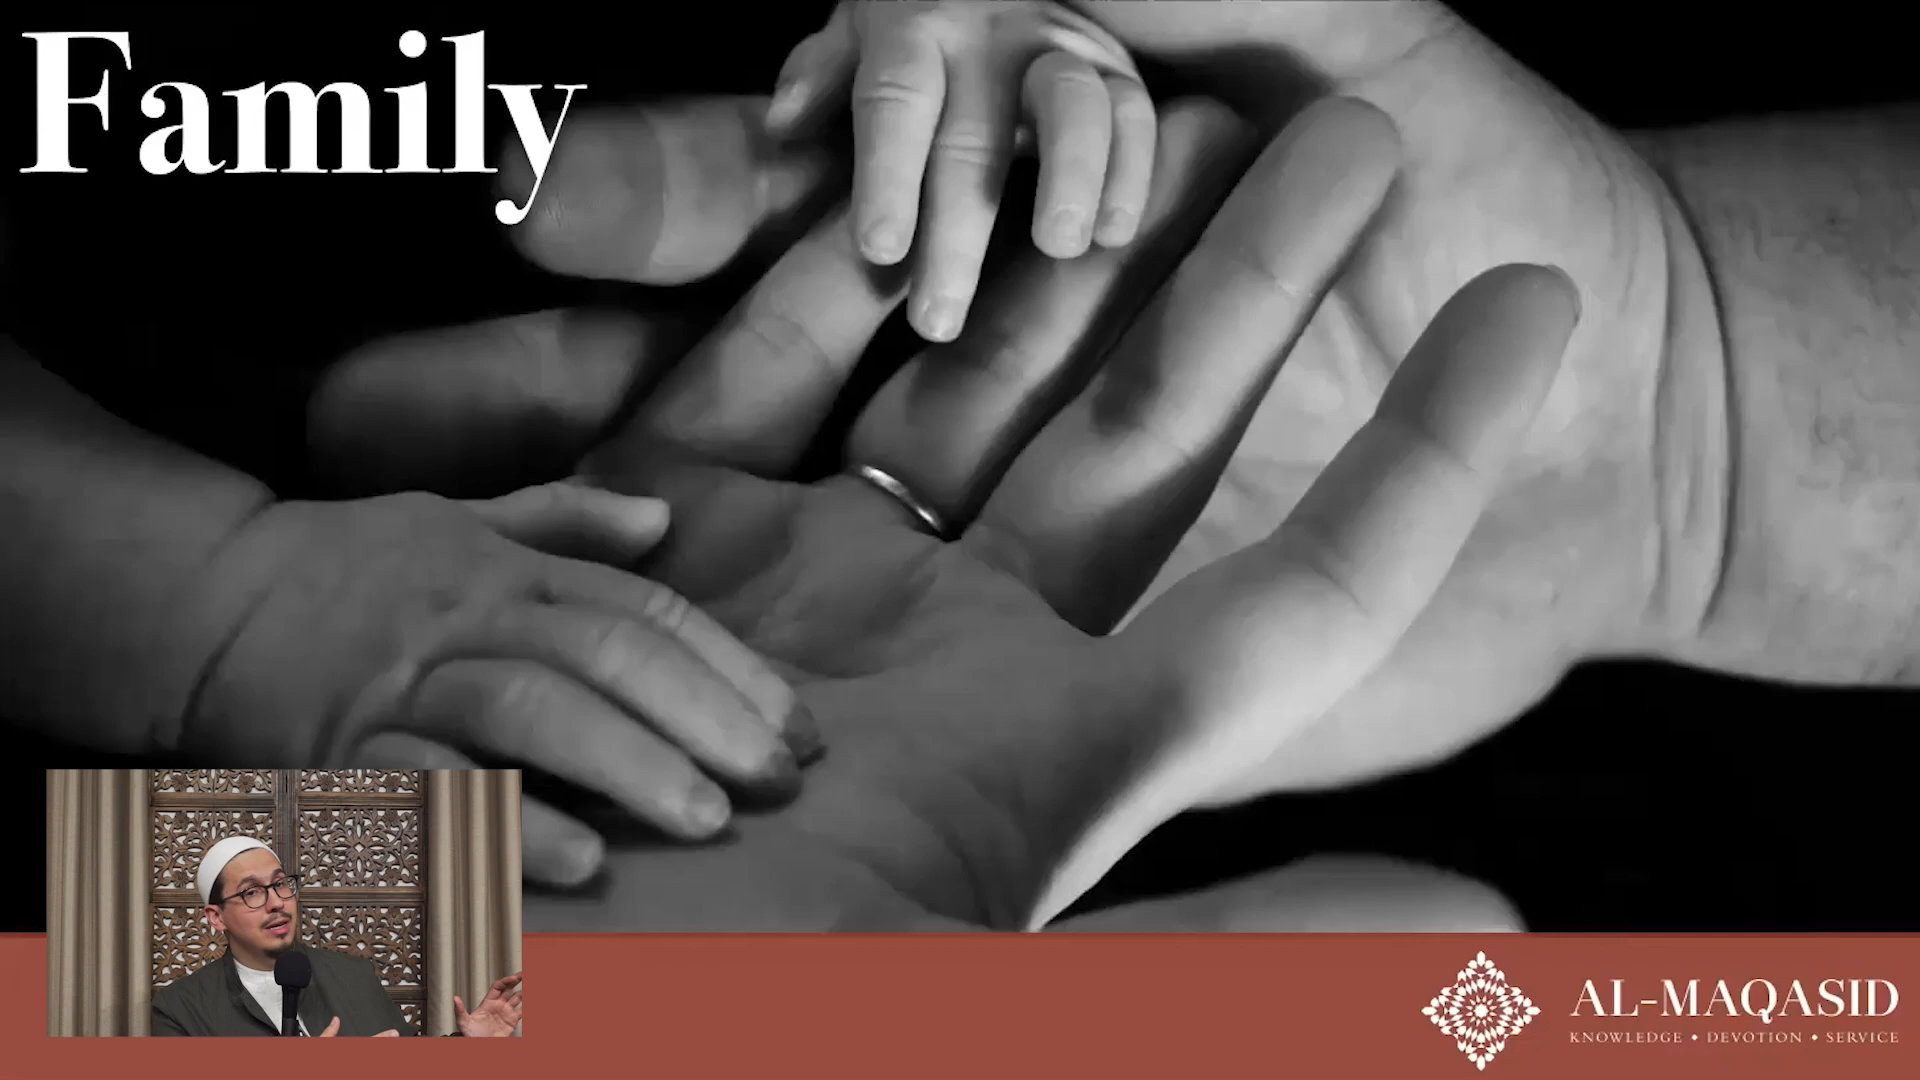 Family
AL-MAQASID
KNOWLEDGE • DEVOTION • SERVICE